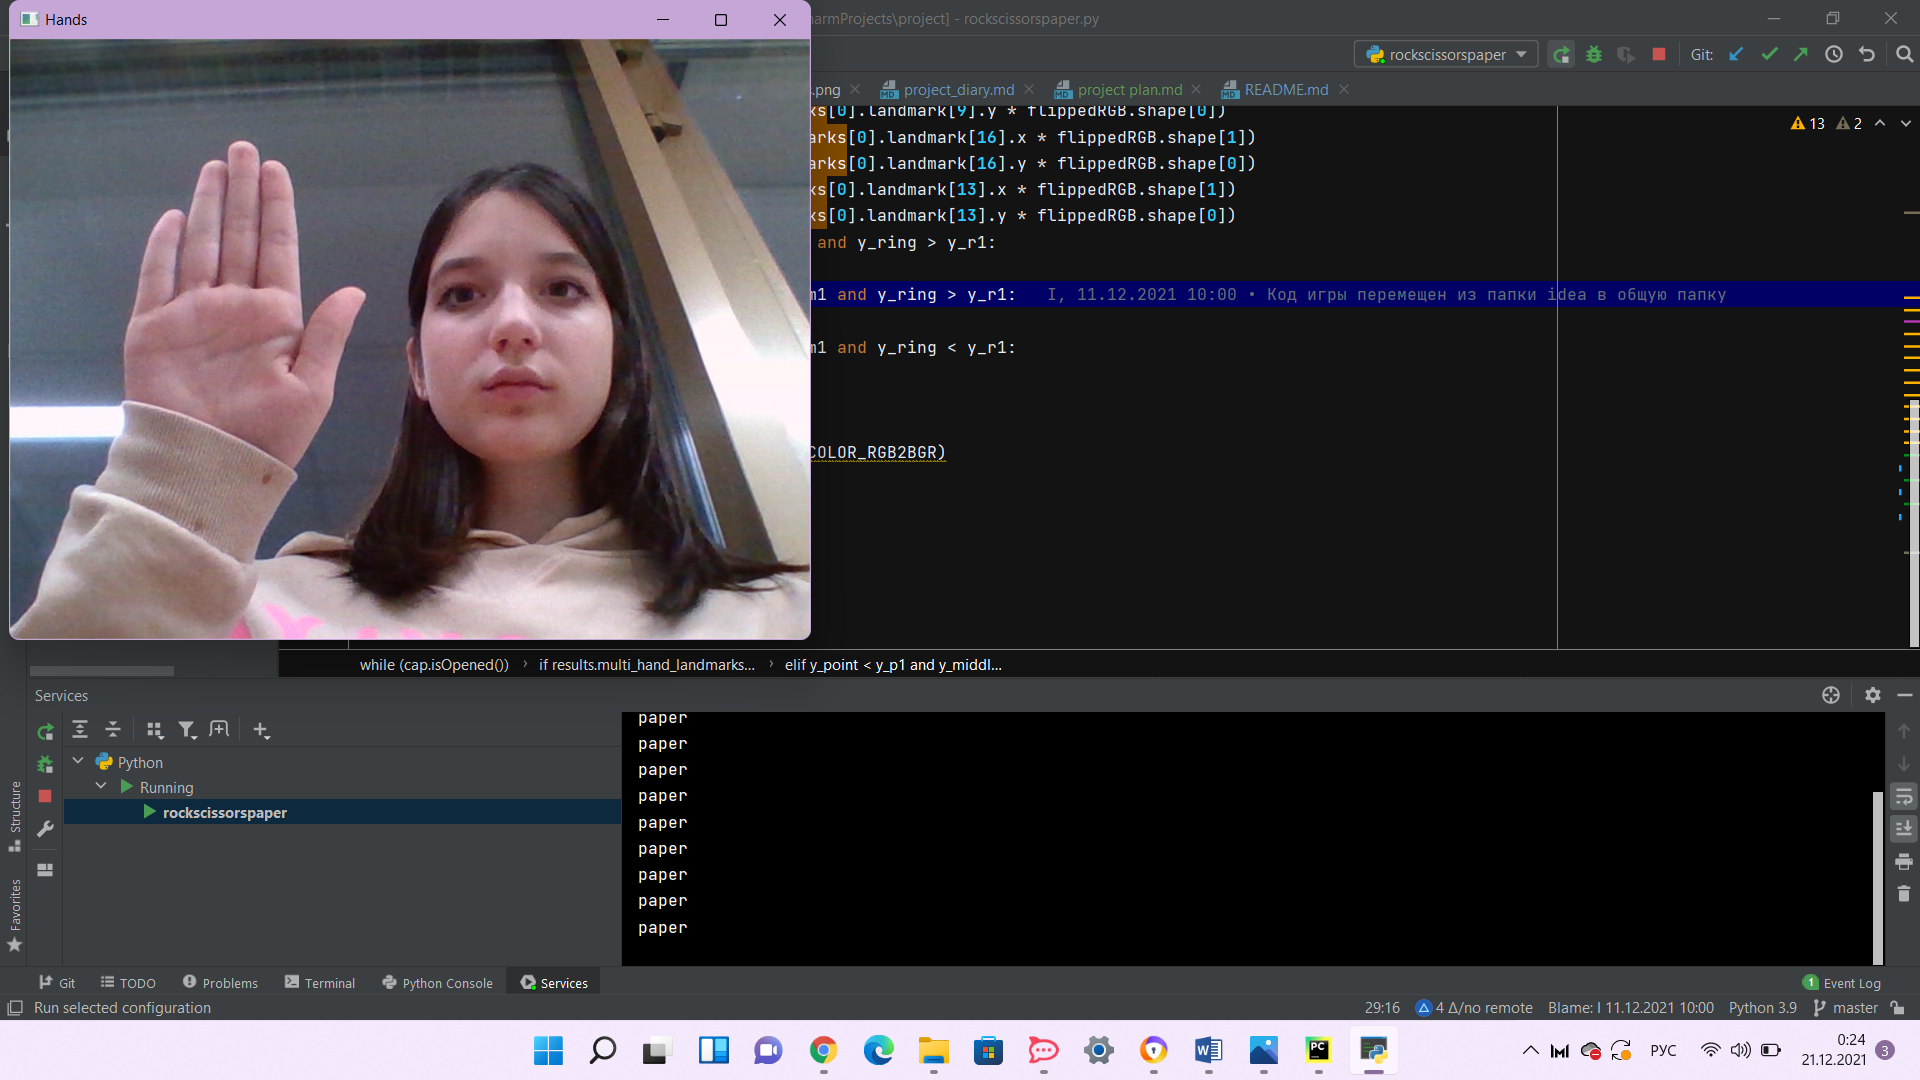 Hands
armProjects\project] - rockscissorspaper.py
rockscissorspaper
Git:
.png
project_diary.md
project plan.md
README.md
ks[0].landmark[9].y * flippedRGB.shape[0])
arks[0].landmark[16].x * flippedRGB.shape[1])
arks[0].landmark[16].y * flippedRGB.shape[0])
ks[0].landmark[13].x * flippedRGB.shape[1])
ks[0].landmark[13].y * flippedRGB.shape[0])
and y_ring > y_r1:
m1 and y_ring > y_r1: I, 11.12.2021 10:00 • Код игры перемещен из папки idea в общую папку
m1 and y_ring < y_r1:
COLOR_RGB2BGR)
13 2
while (cap.isOpened()) › if results.multi_hand_landmarks... › elif y_point < y_p1 and y_middl...
Services
Python
Running
rockscissorspaper
paper
paper
paper
paper
paper
paper
paper
paper
paper
Structure
Favorites
Git
TODO
Problems
Terminal
Python Console
Services
1 Event Log
Run selected configuration
29:16
4 Δ/no remote
Blame: I 11.12.2021 10:00
Python 3.9
master
PC
РУС
0:24
21.12.2021
3